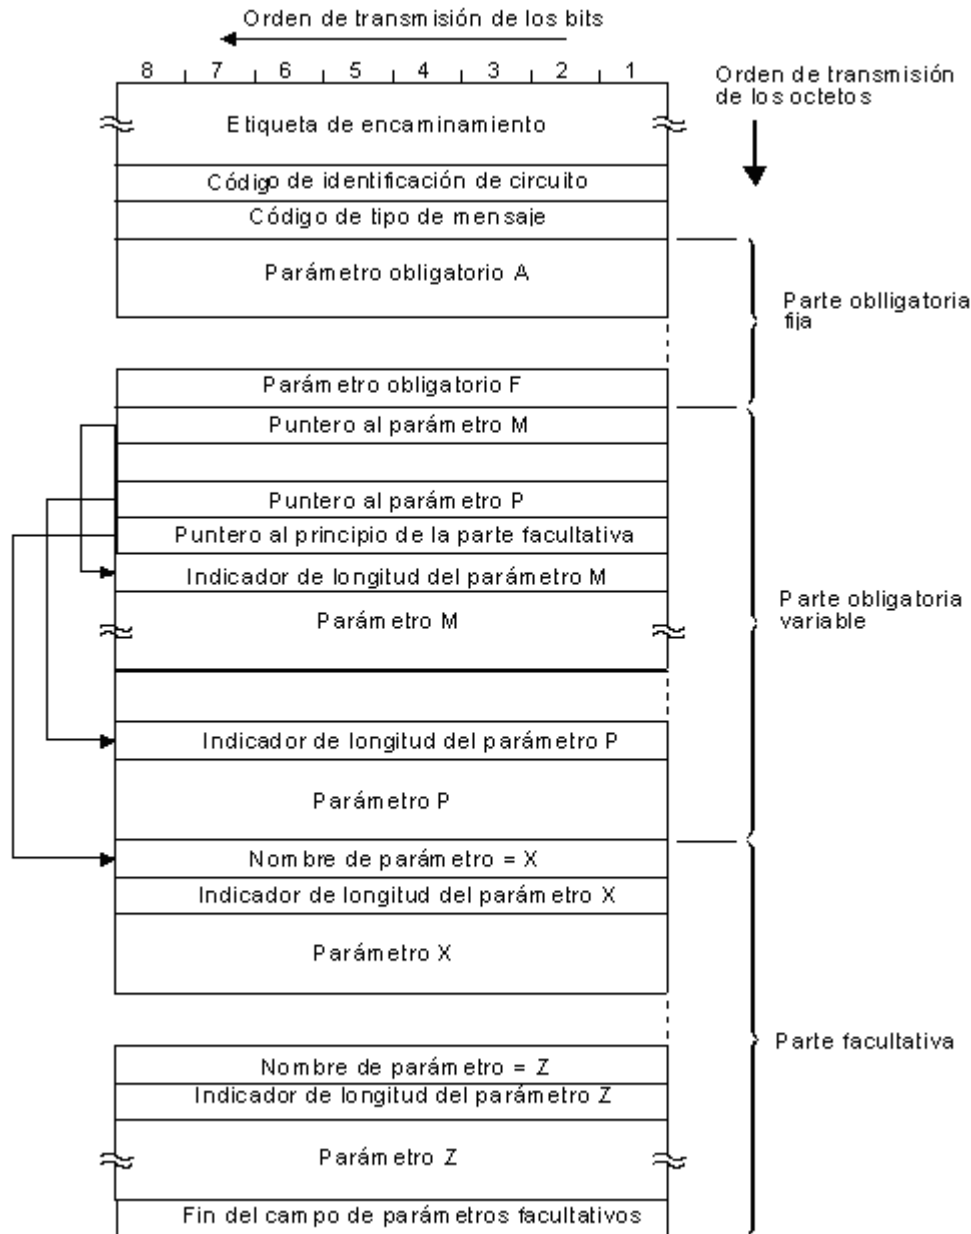 Orden de transmisión de los bits
8 7 6 5 4 3 2 1
Orden de transmisión
de los octetos
Etiqueta de encaminamiento
Código de identificación de circuito
Código de tipo de mensaje
Parámetro obligatorio A
Parte oblligatoria
fija
Parámetro obligatorio F
Puntero al parámetro M
Puntero al parámetro P
Puntero al principio de la parte facultativa
Indicador de longitud del parámetro M
Parámetro M
Parte obligatoria
variable
Indicador de longitud del parámetro P
Parámetro P
Nombre de parámetro = X
Indicador de longitud del parámetro X
Parámetro X
Parte facultativa
Nombre de parámetro = Z
Indicador de longitud del parámetro Z
Parámetro Z
Fin del campo de parámetros facultativos